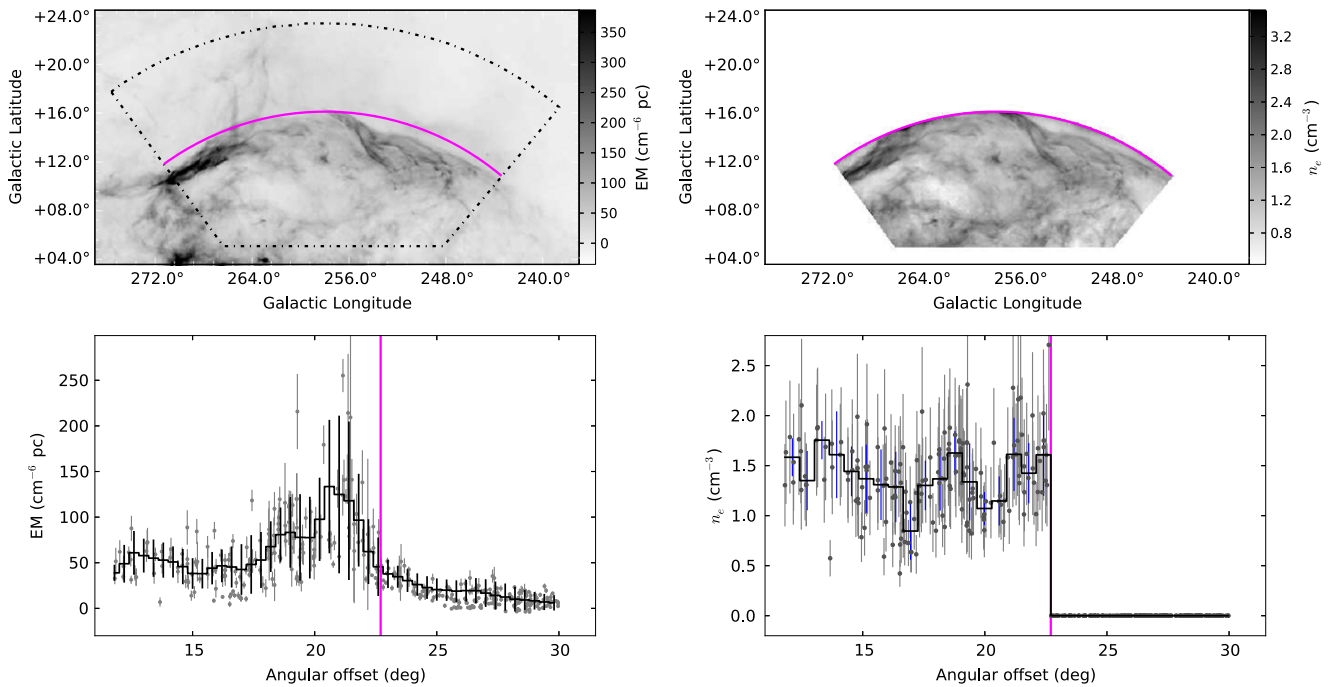 +24.0°
+20.0°
+16.0°
+12.0°
+08.0°
+04.0°
Galactic Latitude
272.0° 264.0° 256.0° 248.0° 240.0°
Galactic Longitude
350
300
250
200
150
100
50
0
EM (cm⁻⁶ pc)
+24.0°
+20.0°
+16.0°
+12.0°
+08.0°
+04.0°
Galactic Latitude
272.0° 264.0° 256.0° 248.0° 240.0°
Galactic Longitude
3.2
2.8
2.4
2.0
1.6
1.2
0.8
nₑ (cm⁻³)
250
200
150
100
50
0
EM (cm⁻⁶ pc)
15 20 25 30
Angular offset (deg)
2.5
2.0
1.5
1.0
0.5
0.0
nₑ (cm⁻³)
15 20 25 30
Angular offset (deg)